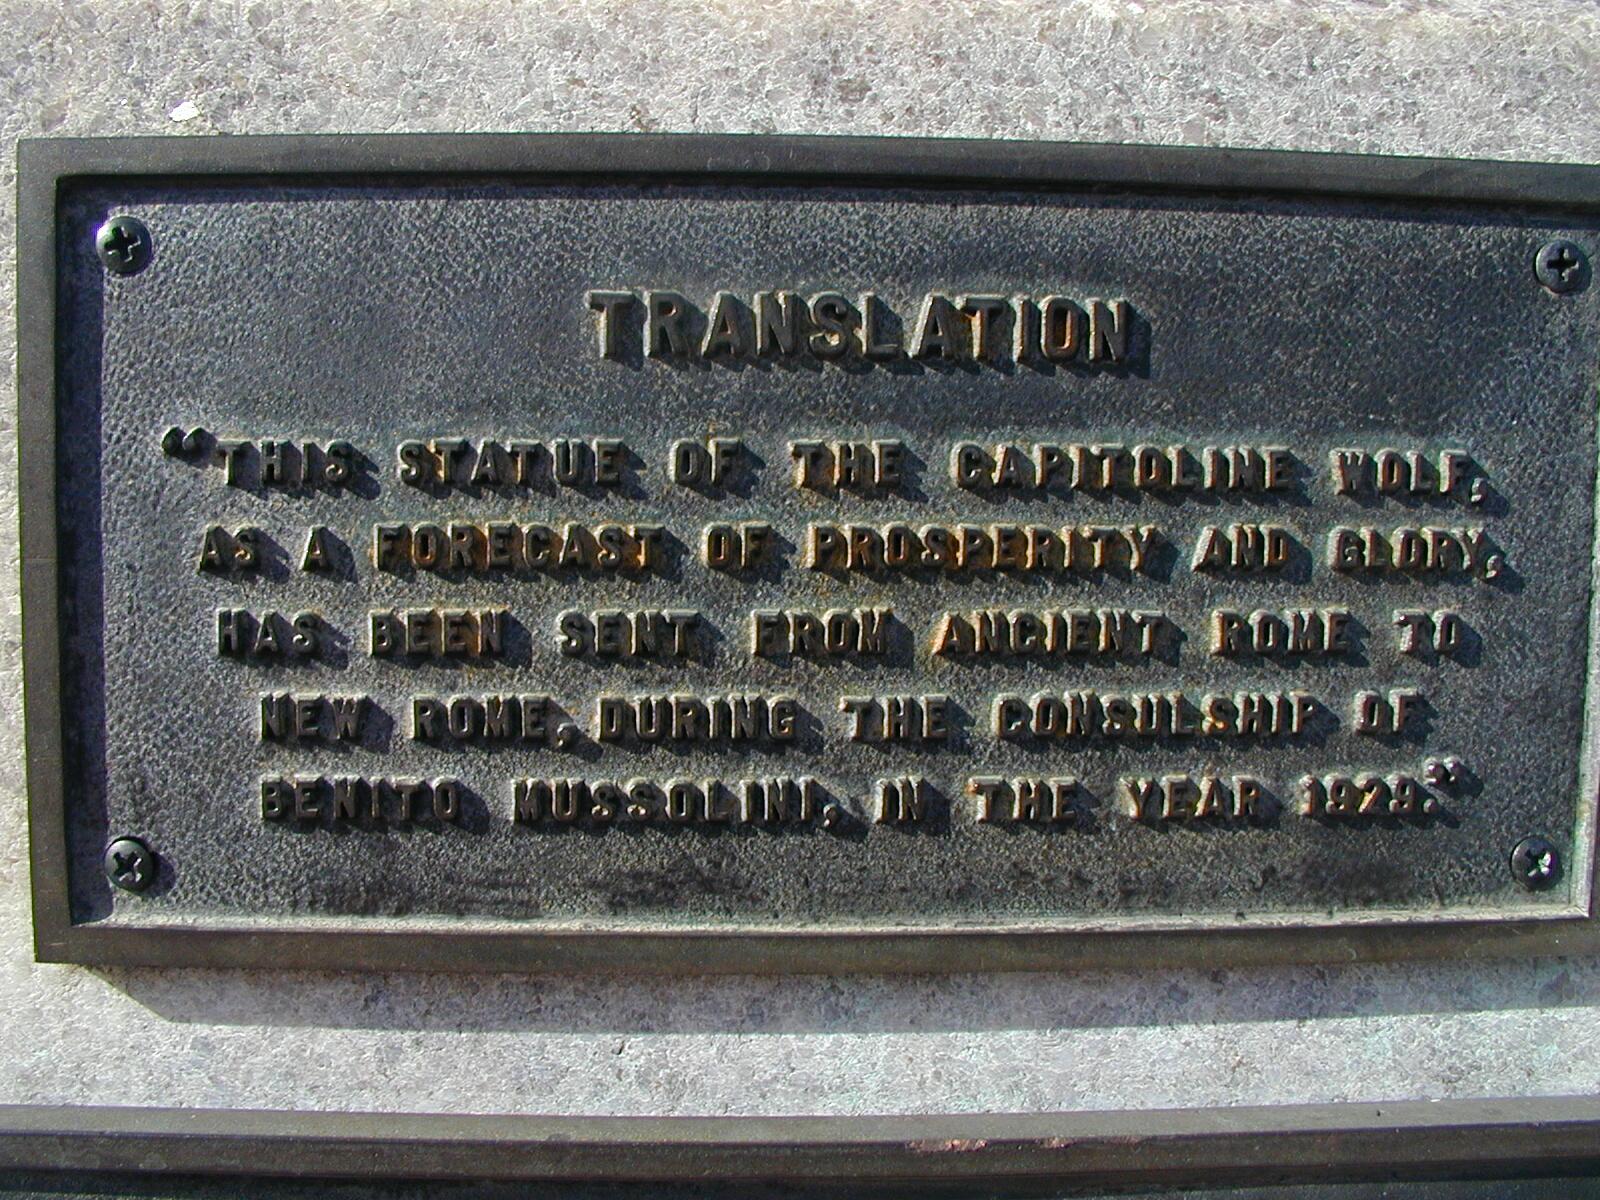 TRANSLATION
“THIS STATUE OF THE CAPITOLINE WOLF,
AS A FORECAST OF PROSPERITY AND GLORY,
HAS BEEN SENT FROM ANCIENT ROME TO
NEW ROME, DURING THE CONSULSHIP OF
BENITO MUSSOLINI, IN THE YEAR 1929.”